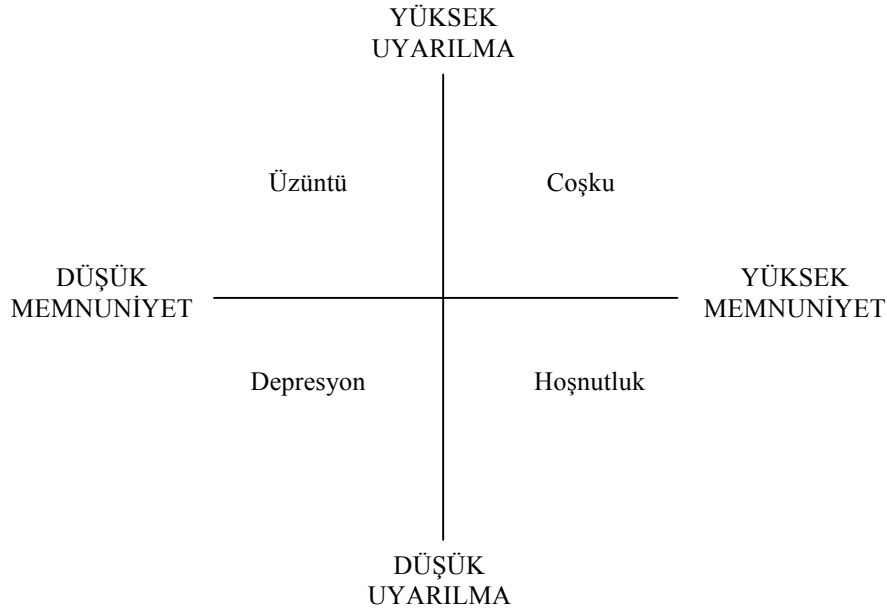 YÜKSEK
UYARILMA
Üzüntü
Coşku
DÜŞÜK
MEMNUNİYET
YÜKSEK
MEMNUNİYET
Depresyon
Hoşnutluk
DÜŞÜK
UYARILMA